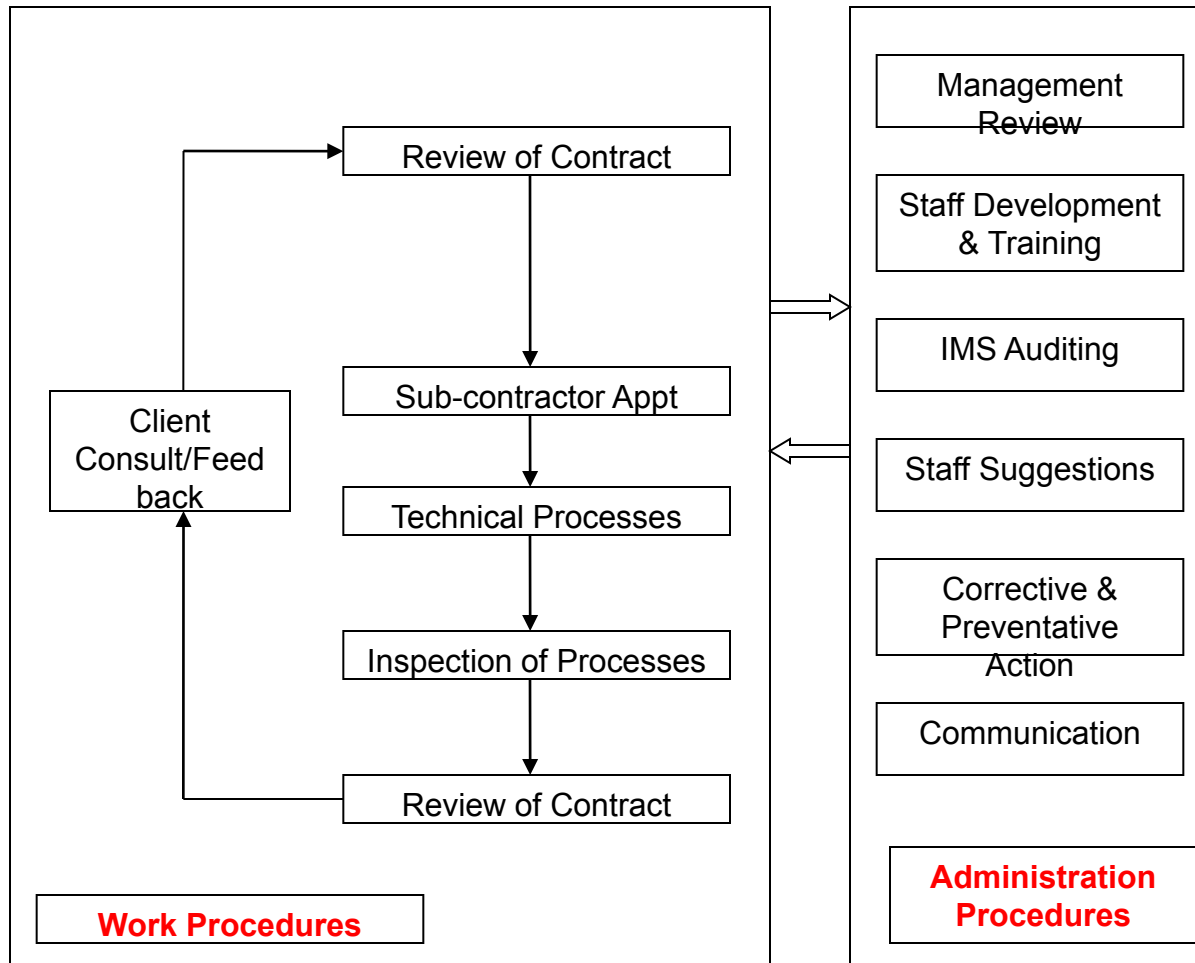 Review of Contract
Sub-contractor Appt
Client
Consult/Feed
back
Technical Processes
Inspection of Processes
Review of Contract
Work Procedures
Management
Review
Staff Development
& Training
IMS Auditing
Staff Suggestions
Corrective &
Preventative
Action
Communication
Administration
Procedures